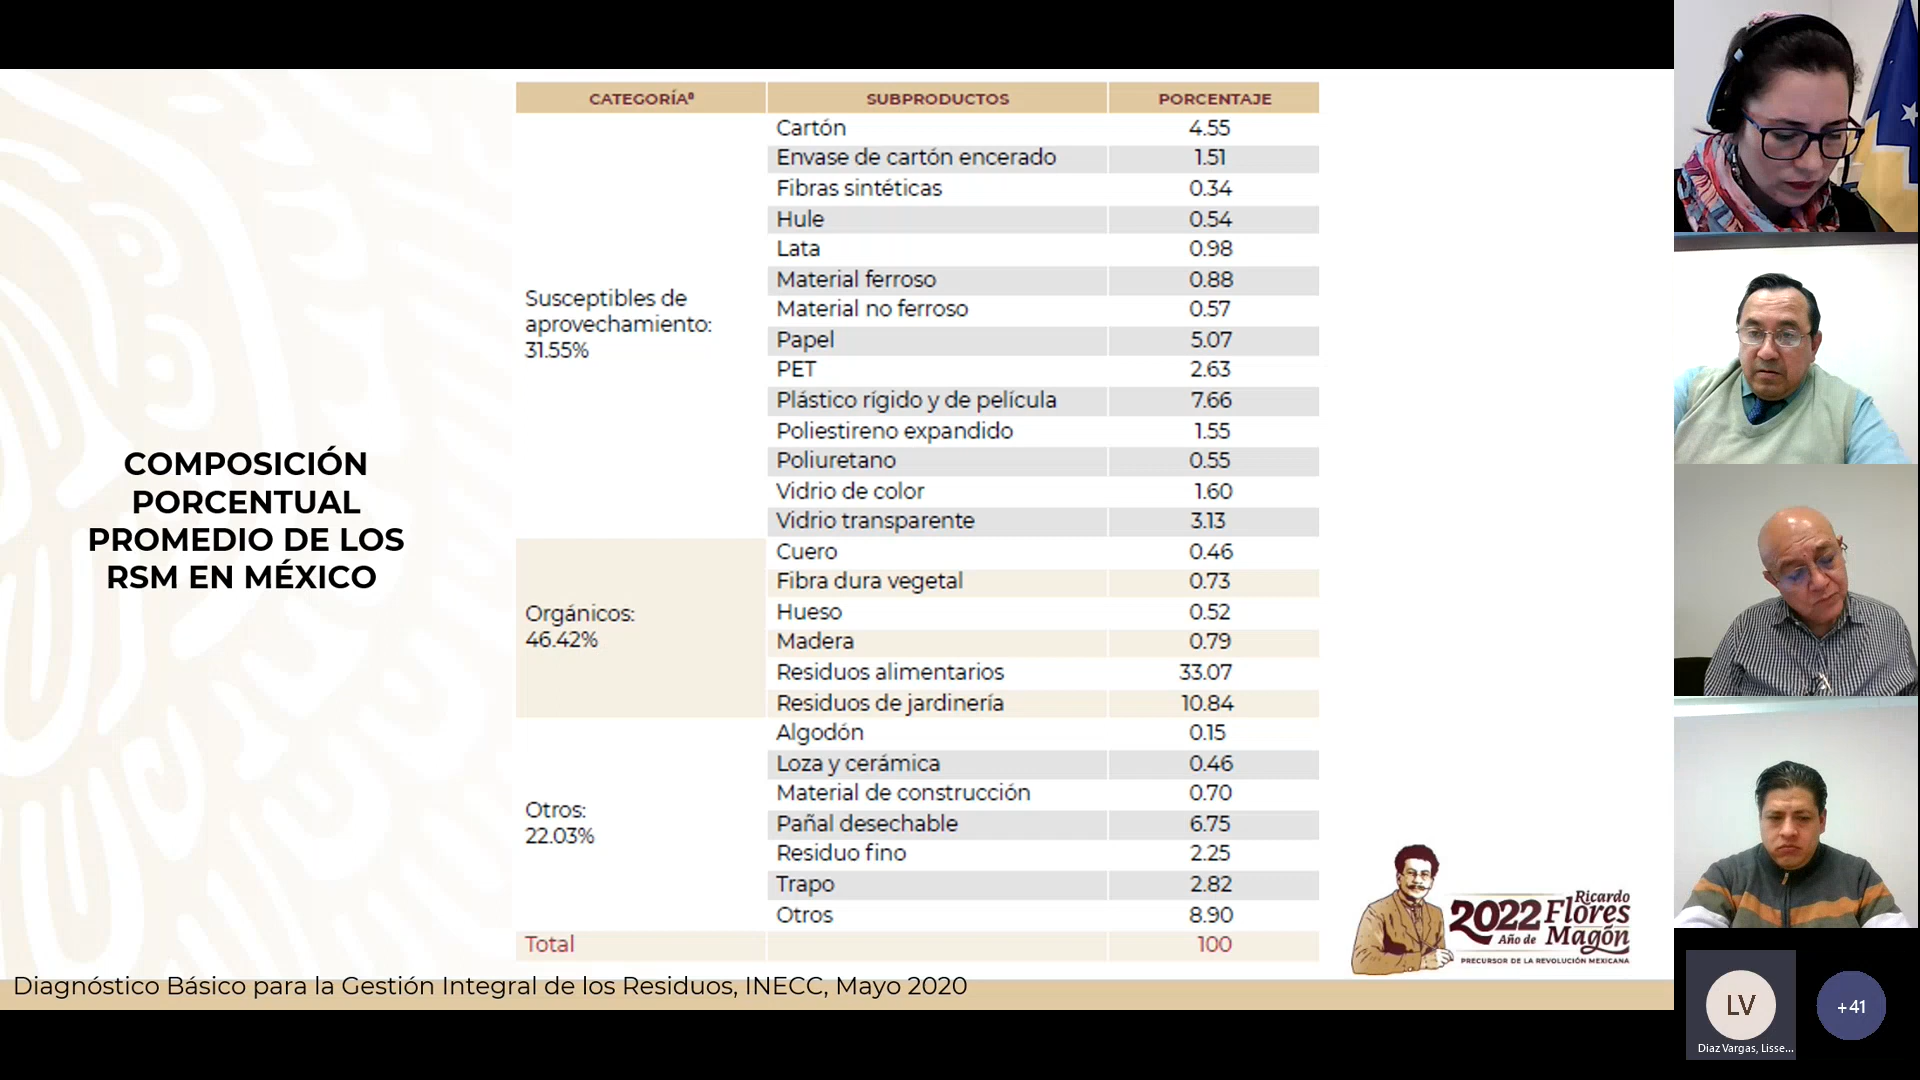 COMPOSICIÓN
PORCENTUAL
PROMEDIO DE LOS
RSM EN MÉXICO
CATEGORÍA⁸ SUBPRODUCTOS PORCENTAJE
Susceptibles de
aprovechamiento:
31.55%
Cartón 4.55
Envase de cartón encerado 1.51
Fibras sintéticas 0.34
Hule 0.54
Lata 0.98
Material ferroso 0.88
Material no ferroso 0.57
Papel 5.07
PET 2.63
Plástico rígido y de película 7.66
Poliestireno expandido 1.55
Poliuretano 0.55
Vidrio de color 1.60
Vidrio transparente 3.13
Orgánicos:
46.42%
Cuero 0.46
Fibra dura vegetal 0.73
Hueso 0.52
Madera 0.79
Residuos alimentarios 33.07
Residuos de jardinería 10.84
Otros:
22.03%
Algodón 0.15
Loza y cerámica 0.46
Material de construcción 0.70
Pañal desechable 6.75
Residuo fino 2.25
Trapo 2.82
Otros 8.90
Total 100
2022 Ricardo
Año de Flores
Magón
PRECURSOR DE LA REVOLUCIÓN MEXICANA
Diagnóstico Básico para la Gestión Integral de los Residuos, INECC, Mayo 2020
LV
Diaz Vargas, Lisse...
+41